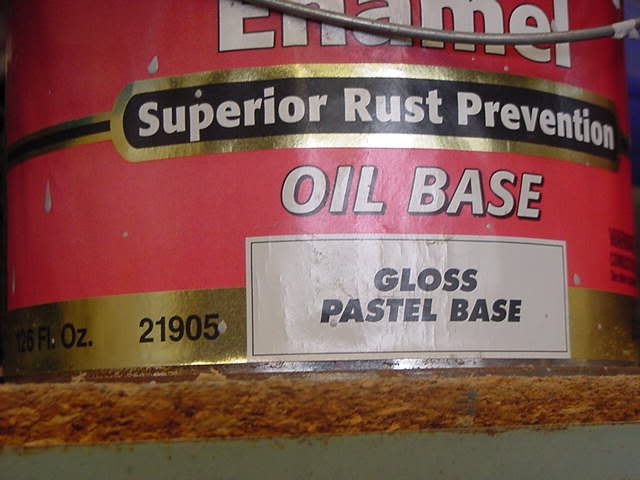 Enamel
Superior Rust Prevention
OIL BASE
GLOSS
PASTEL BASE
126 Fl. Oz. 21905